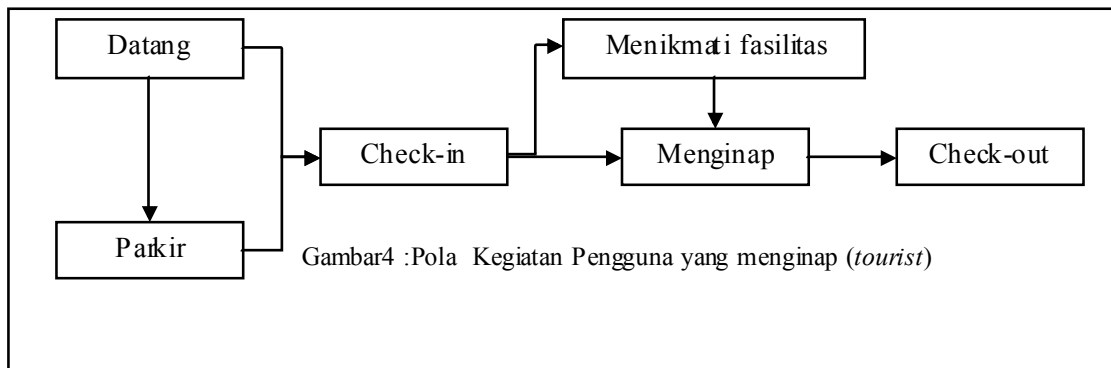 Datang
Menikmati fasilitas
Check-in
Menginap
Check-out
Parkir
Gambar4 :Pola Kegiatan Pengguna yang menginap (tourist)